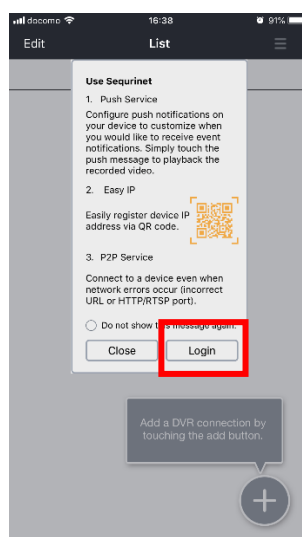 docomo 16:38 91%
Edit List
Use Sequrinet
1. Push Service
Configure push notifications on
your device to customize when
you would like to receive event
notifications. Simply touch the
push message to playback the
recorded video.
2. Easy IP
Easily register device IP
address via QR code.
3. P2P Service
Connect to a device even when
network errors occur (incorrect
URL or HTTP/RTSP port).
Do not show this message again.
Close Login
Add a DVR connection by
touching the add button.